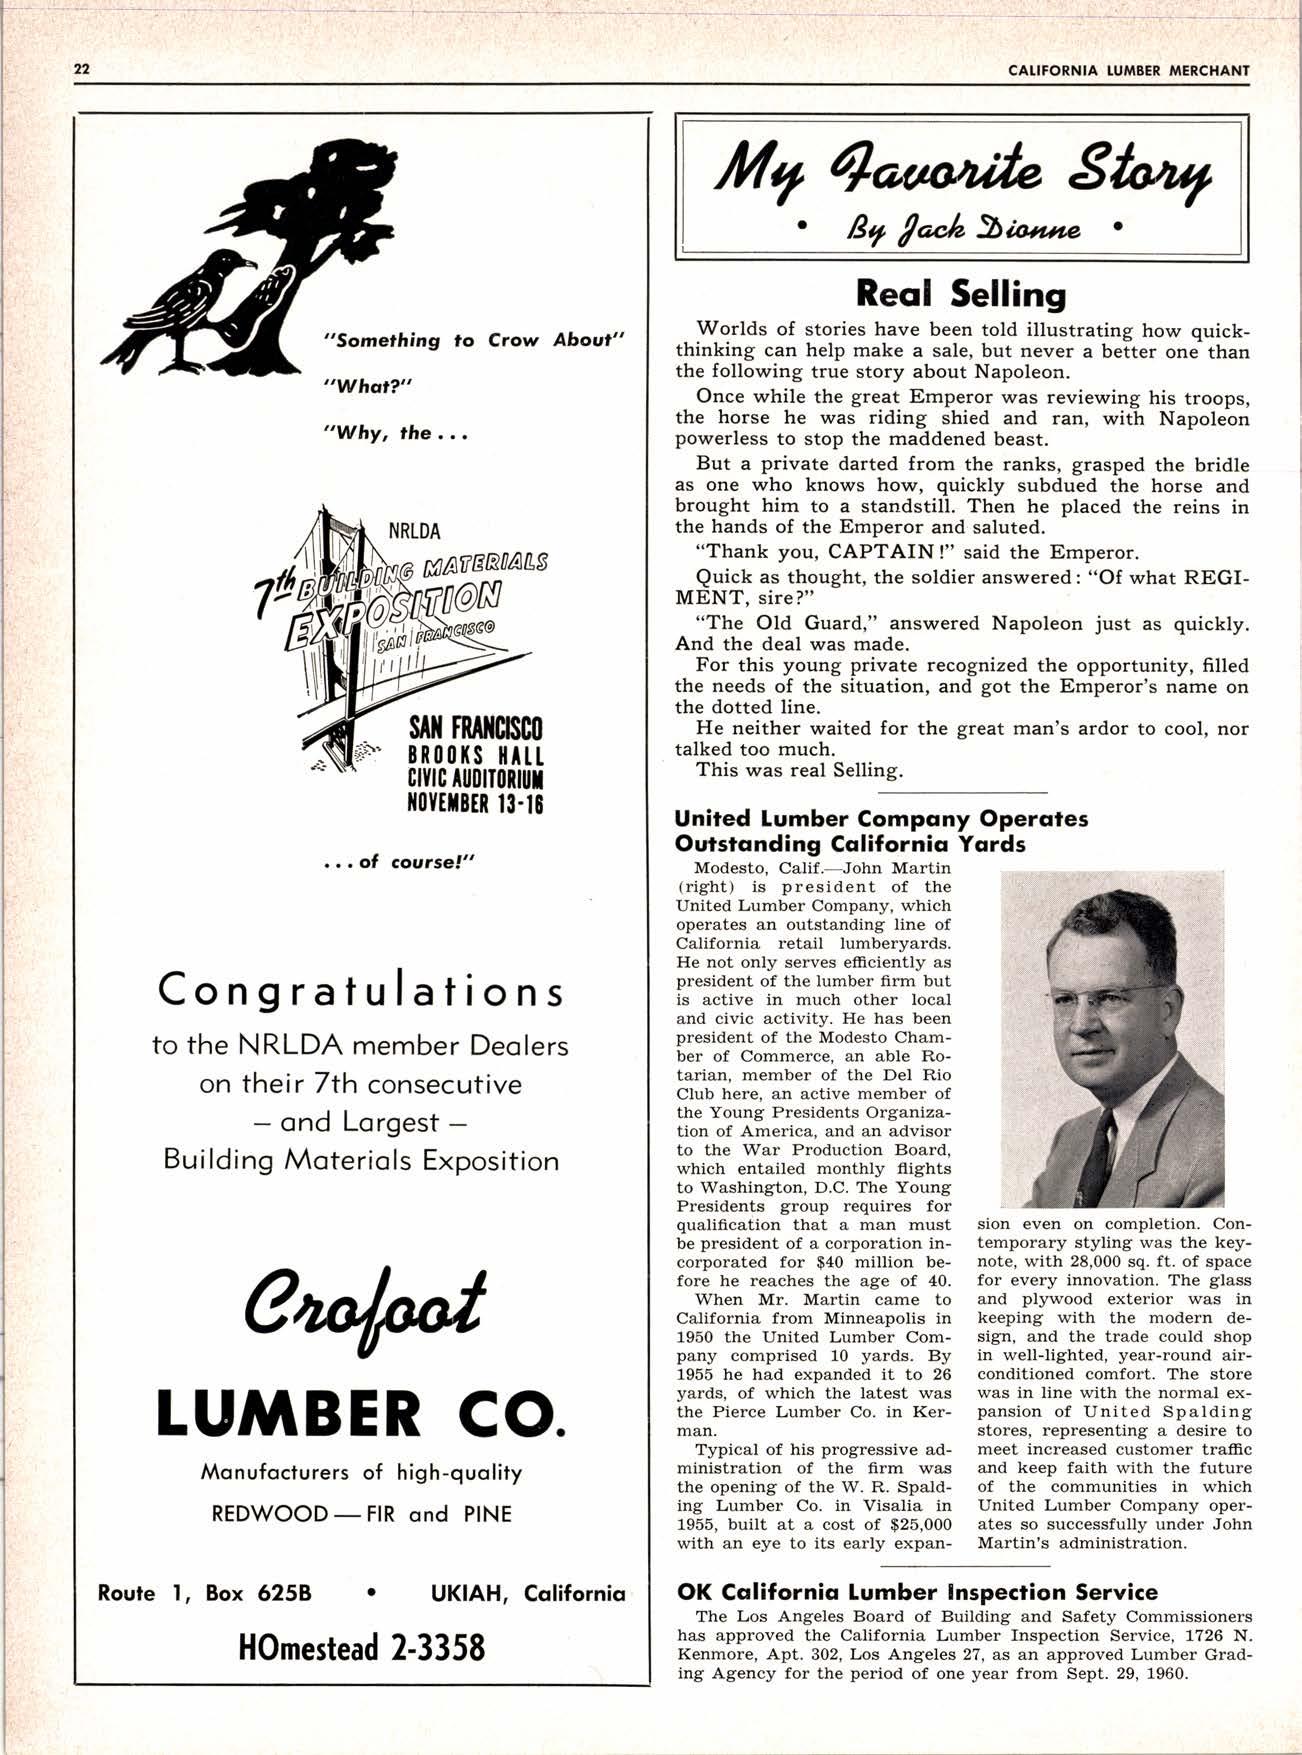 22
CALIFORNIA LUMBER MERCHANT
"Something to Crow About"
"What?"
"Why, the...
NRLDA
7th BUILDING MATERIALS
EXPOSITION
SAN FRANCISCO
SAN FRANCISCO
BROOKS HALL
CIVIC AUDITORIUM
NOVEMBER 13-16
...of course!"
Congratulations
to the NRLDA member Dealers
on their 7th consecutive
— and Largest —
Building Materials Exposition
Crofoot
LUMBER CO.
Manufacturers of high-quality
REDWOOD — FIR and PINE
Route 1, Box 625B • UKIAH, California
HOmestead 2-3358
My Favorite Story
• By Jack Dionne •
Real Selling
Worlds of stories have been told illustrating how quick-
thinking can help make a sale, but never a better one than
the following true story about Napoleon.
Once while the great Emperor was reviewing his troops,
the horse he was riding shied and ran, with Napoleon
powerless to stop the maddened beast.
But a private darted from the ranks, grasped the bridle
as one who knows how, quickly subdued the horse and
brought him to a standstill. Then he placed the reins in
the hands of the Emperor and saluted.
"Thank you, CAPTAIN!" said the Emperor.
Quick as thought, the soldier answered: "Of what REGI-
MENT, sire?"
"The Old Guard," answered Napoleon just as quickly.
And the deal was made.
For this young private recognized the opportunity, filled
the needs of the situation, and got the Emperor's name on
the dotted line.
He neither waited for the great man's ardor to cool, nor
talked too much.
This was real Selling.
United Lumber Company Operates
Outstanding California Yards
Modesto, Calif.—John Martin
(right) is president of the
United Lumber Company, which
operates an outstanding line of
California retail lumberyards.
He not only serves efficiently as
president of the lumber firm but
is active in much other local
and civic activity. He has been
president of the Modesto Cham-
ber of Commerce, an able Ro-
tarian, member of the Del Rio
Club here, an active member of
the Young Presidents Organiza-
tion of America, and an advisor
to the War Production Board,
which entailed monthly flights
to Washington, D.C. The Young
Presidents group requires for
qualification that a man must
be president of a corporation in-
corporated for $40 million be-
fore he reaches the age of 40.
When Mr. Martin came to
California from Minneapolis in
1950 the United Lumber Com-
pany comprised 10 yards. By
1955 he had expanded it to 26
yards, of which the latest was
the Pierce Lumber Co. in Ker-
man.
Typical of his progressive ad-
ministration of the firm was
the opening of the W. R. Spald-
ing Lumber Co. in Visalia in
1955, built at a cost of $25,000
with an eye to its early expan-
sion even on completion. Con-
temporary styling was the key-
note, with 28,000 sq. ft. of space
for every innovation. The glass
and plywood exterior was in
keeping with the modern de-
sign, and the trade could shop
in well-lighted, year-round air-
conditioned comfort. The store
was in line with the normal ex-
pansion of United Spalding
stores, representing a desire to
meet increased customer traffic
and keep faith with the future
of the communities in which
United Lumber Company oper-
ates so successfully under John
Martin's administration.
OK California Lumber Inspection Service
The Los Angeles Board of Building and Safety Commissioners
has approved the California Lumber Inspection Service, 1726 N.
Kenmore, Apt. 302, Los Angeles 27, as an approved Lumber Grad-
ing Agency for the period of one year from Sept. 29, 1960.